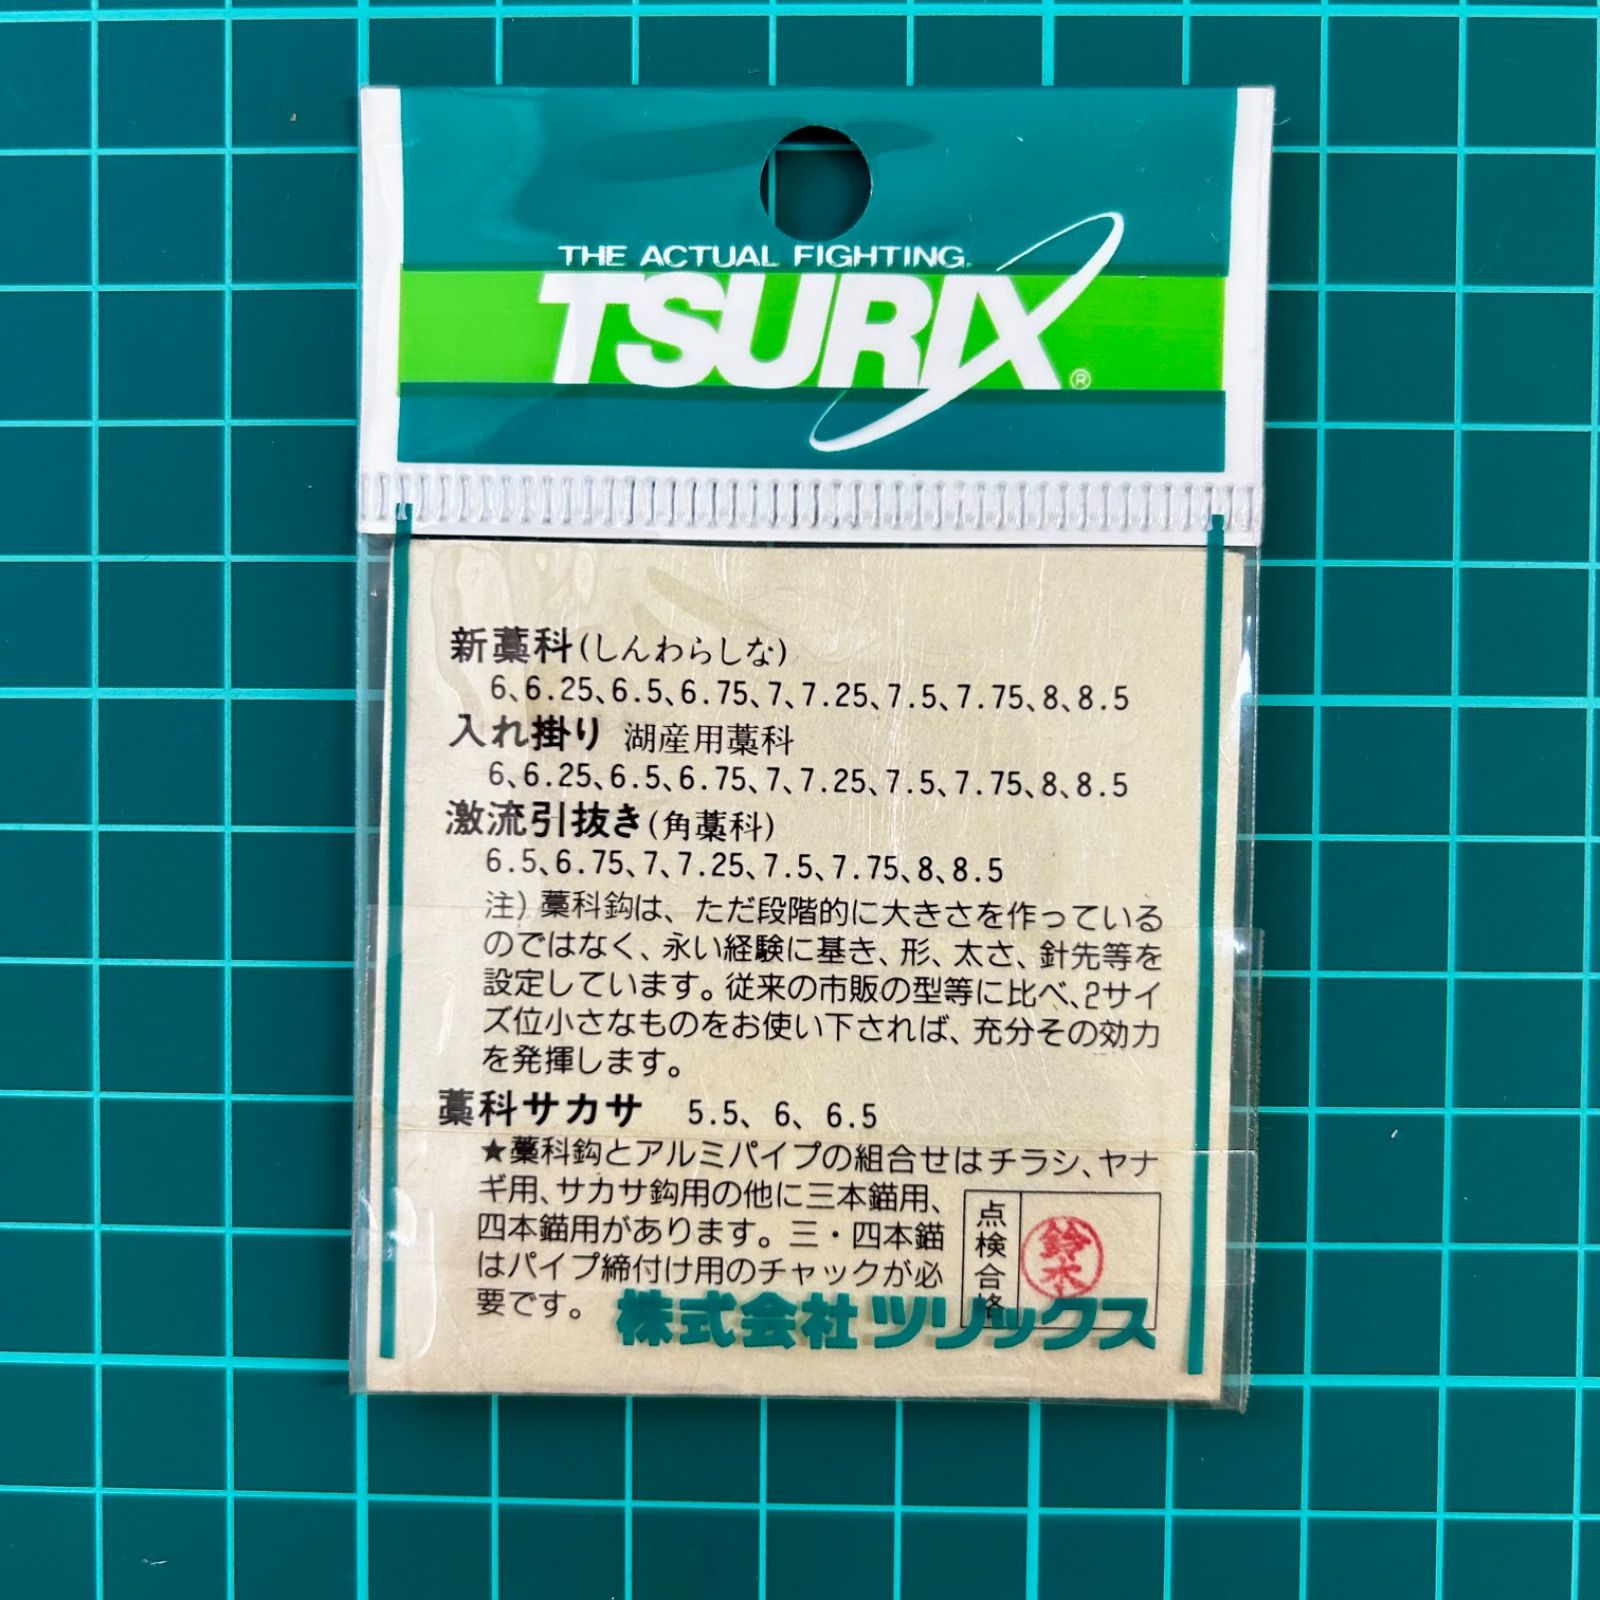 THE ACTUAL FIGHTING.
TSURIX®
新藁科(しんわらしな)
6、6.25、6.5、6.75、7、7.25、7.5、7.75、8、8.5
入れ掛り 湖産用藁科
6、6.25、6.5、6.75、7、7.25、7.5、7.75、8、8.5
激流引抜き(角藁科)
6.5、6.75、7、7.25、7.5、7.75、8、8.5
注) 藁科鈎は、ただ段階的に大きさを作っている
のではなく、永い経験に基き、形、太さ、針先等を
設定しています。従来の市販の型等に比べ、2サイ
ズ位小さなものをお使い下されば、充分その効力
を発揮します。
藁科サカサ 5.5、6、6.5
★藁科鈎とアルミパイプの組合せはチラシ、ヤナ
ギ用、サカサ鈎用の他に三本錨用、
四本錨用があります。三・四本錨
はパイプ締付け用のチャックが必
要です。
点検合格
鈴木
株式会社ツリックス